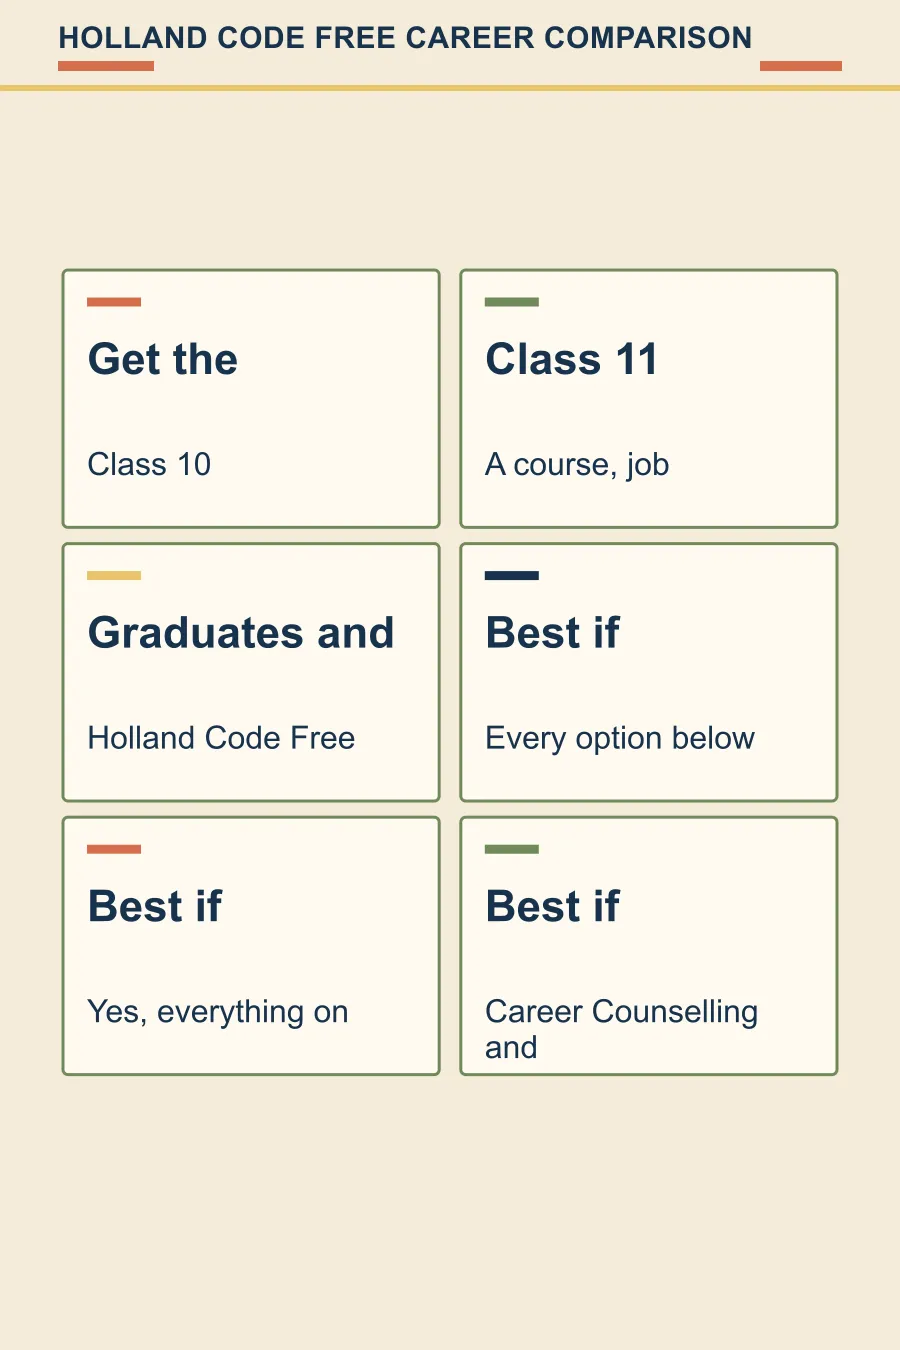 HOLLAND CODE FREE CAREER COMPARISON
Get the
Class 10
Class 11
A course, job
Graduates and
Holland Code Free
Best if
Every option below
Best if
Yes, everything on
Best if
Career Counselling
and